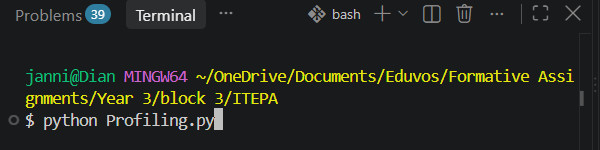 Problems 39 Terminal ··· bash
janni@Dian MINGW64 ~/OneDrive/Documents/Eduvos/Formative Assi
gnments/Year 3/block 3/ITEPA
$ python Profiling.py